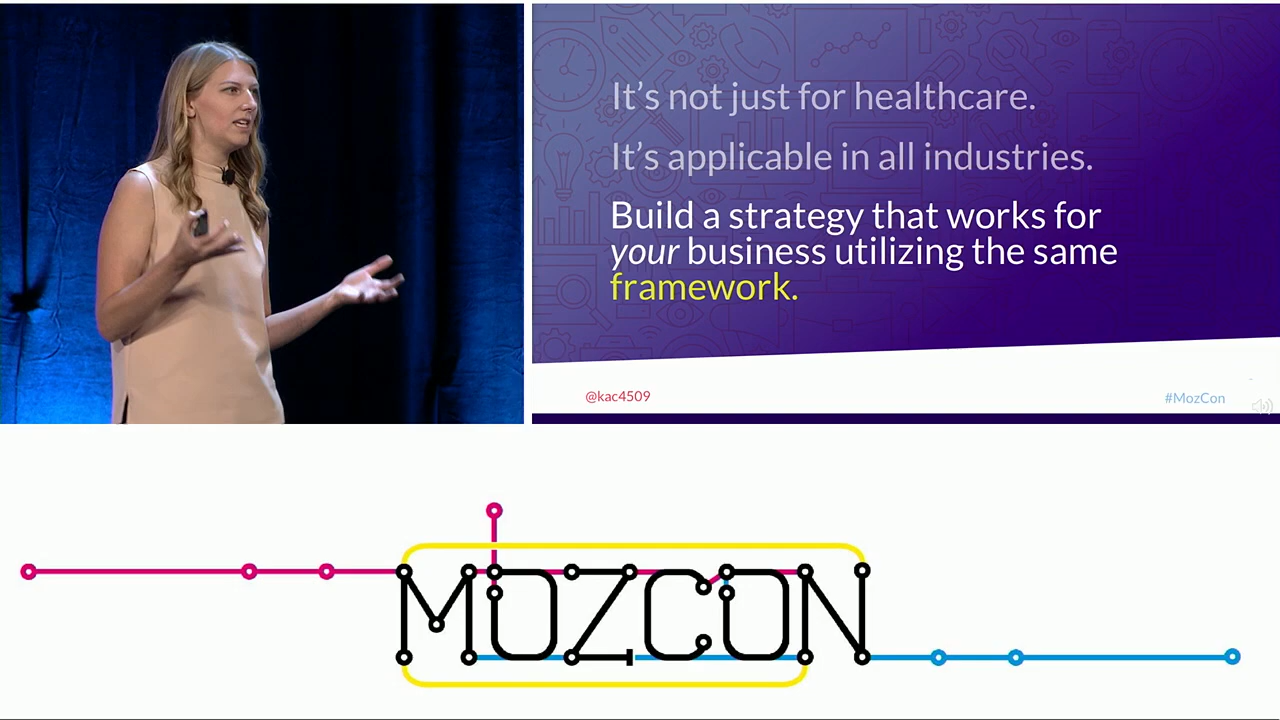 It's not just for healthcare.
It's applicable in all industries.
Build a strategy that works for
your business utilizing the same
framework.
@kac4509
#MozCon
MOZCON